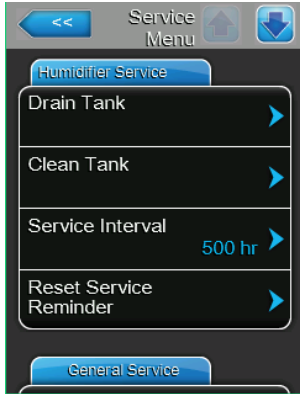 <<
Service
Menu
Humidifier Service
Drain Tank
Clean Tank
Service Interval
500 hr
Reset Service
Reminder
General Service